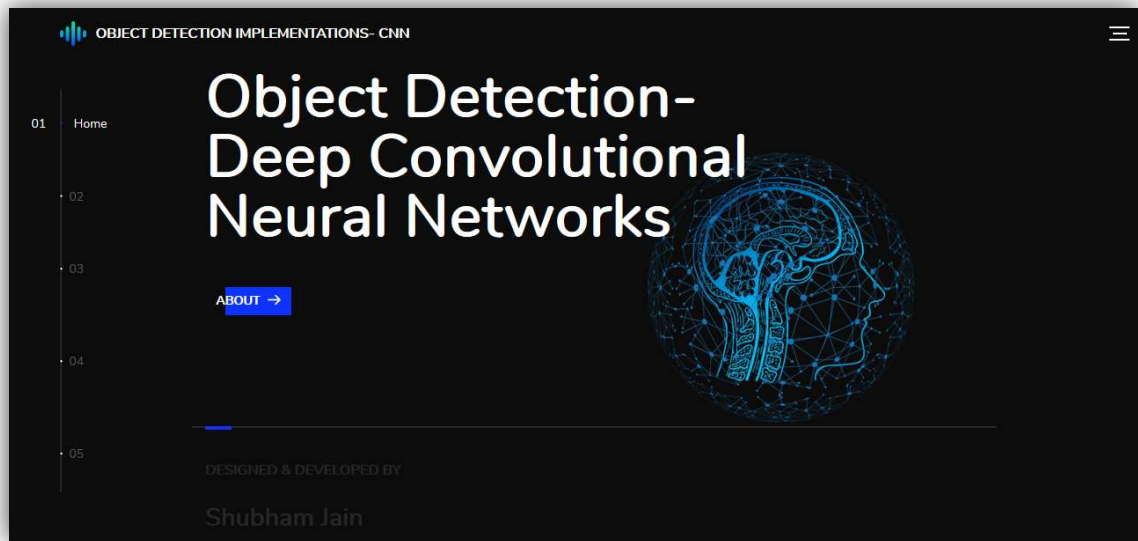 OBJECT DETECTION IMPLEMENTATIONS- CNN
Object Detection-
Deep Convolutional
Neural Networks
01 Home
02
03
ABOUT →
04
05
DESIGNED & DEVELOPED BY
Shubham Jain